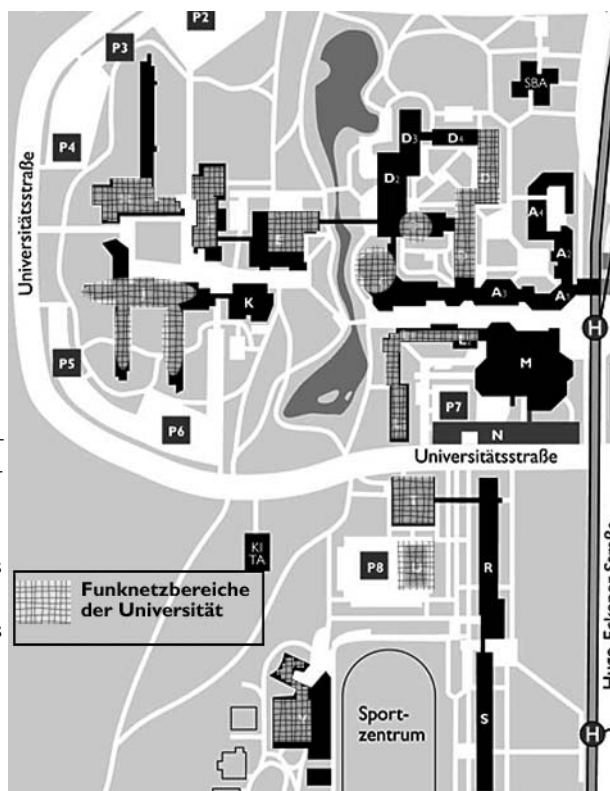 P2
P3
SBA
D3
D4
P4
D2
A4
Universitätsstraße
A2
K
A3
A1
H
M
P5
P7
P6
N
Universitätsstraße
KI
TA
P8
R
Funknetzbereiche
der Universität
Sport-
zentrum
S
H